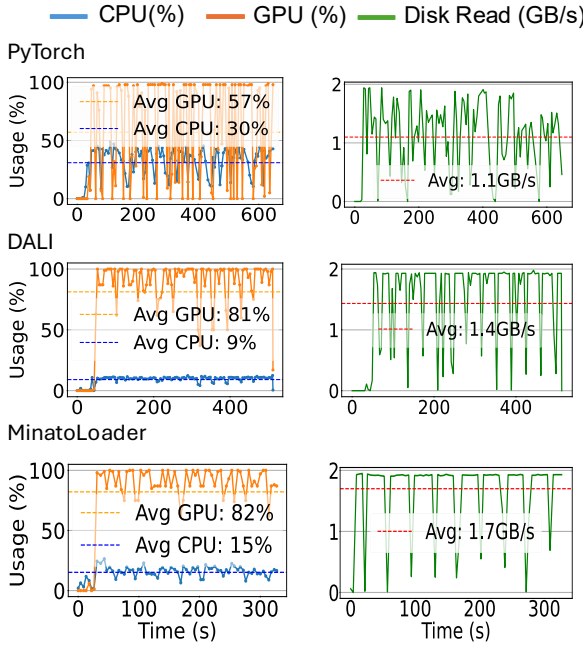 CPU(%) GPU (%) Disk Read (GB/s)
PyTorch
Usage (%)
100
50
0
Avg GPU: 57%
Avg CPU: 30%
0 200 400 600
2
1
0
Avg: 1.1GB/s
0 200 400 600
DALI
Usage (%)
100
50
0
Avg GPU: 81%
Avg CPU: 9%
0 200 400
2
1
0
Avg: 1.4GB/s
0 200 400
MinatoLoader
Usage (%)
100
50
0
Avg GPU: 82%
Avg CPU: 15%
0 100 200 300
Time (s)
2
1
0
Avg: 1.7GB/s
0 100 200 300
Time (s)